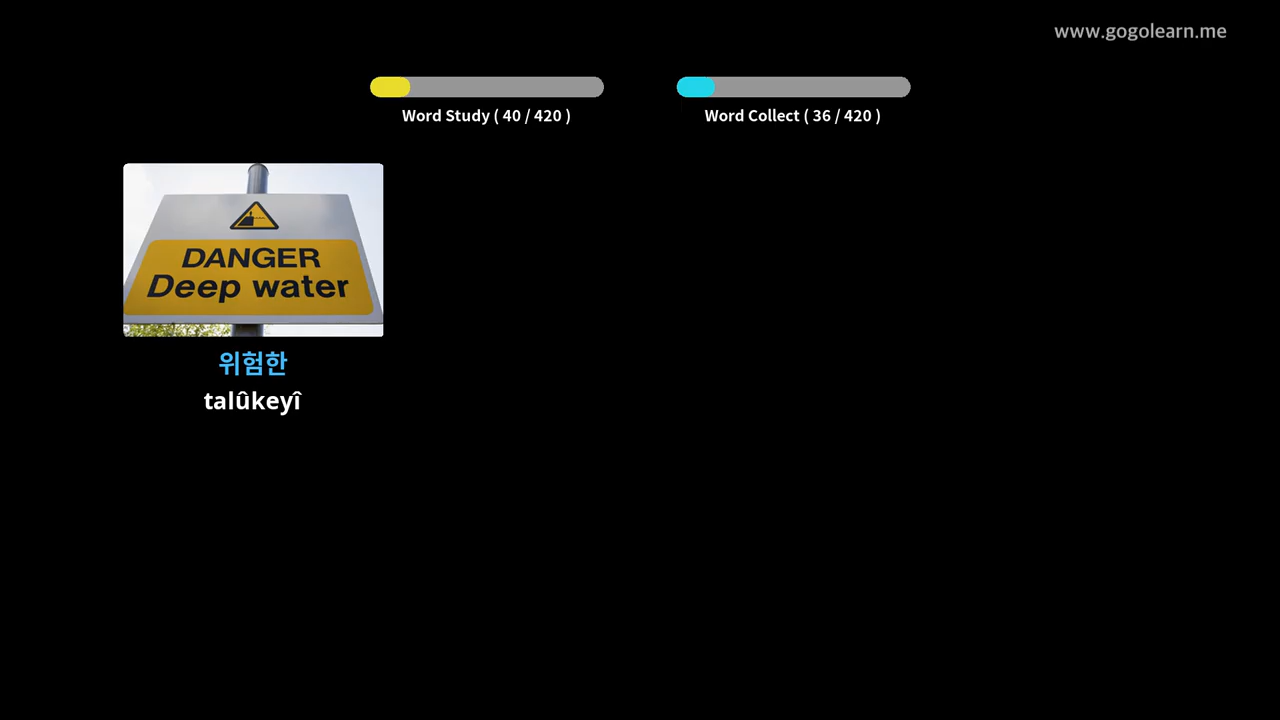 www.gogolearn.me
Word Study ( 40 / 420 )
Word Collect ( 36 / 420 )
DANGER
Deep water
위험한
talûkeyî